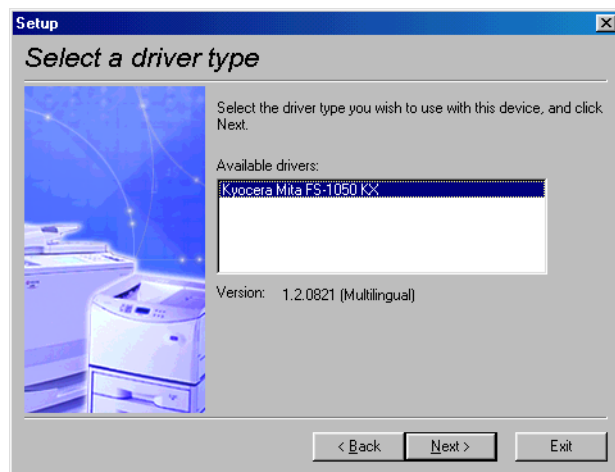 Setup
Select a driver type
Select the driver type you wish to use with this device, and click
Next.
Available drivers:
Kyocera Mita FS-1050 KX
Version: 1.2.0821 (Multilingual)
< Back
Next >
Exit